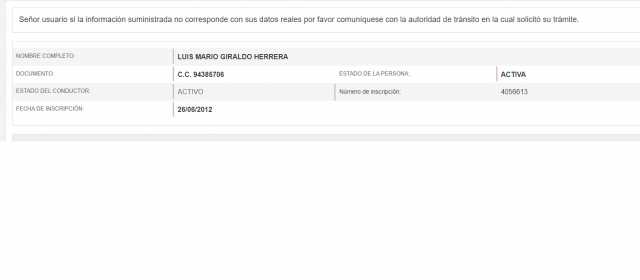 Señor usuario si la información suministrada no corresponde con sus datos reales por favor comuníquese con la autoridad de tránsito en la cual solicitó su trámite.
NOMBRE COMPLETO: LUIS MARIO GIRALDO HERRERA
DOCUMENTO: C.C. 94385706 ESTADO DE LA PERSONA: ACTIVA
ESTADO DEL CONDUCTOR: ACTIVO Número de inscripción: 4056613
FECHA DE INSCRIPCIÓN: 26/06/2012